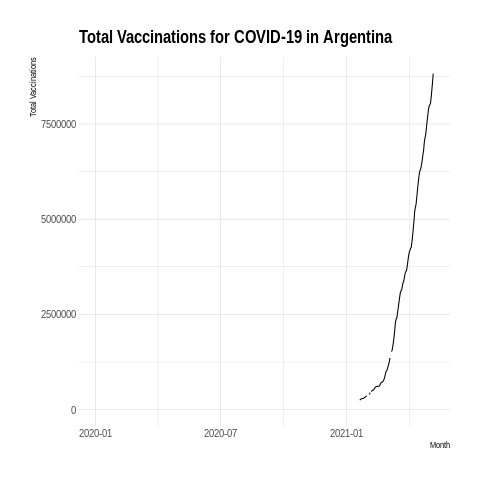 Total Vaccinations for COVID-19 in Argentina
Total Vaccinations
7500000
5000000
2500000
0
2020-01 2020-07 2021-01
Month